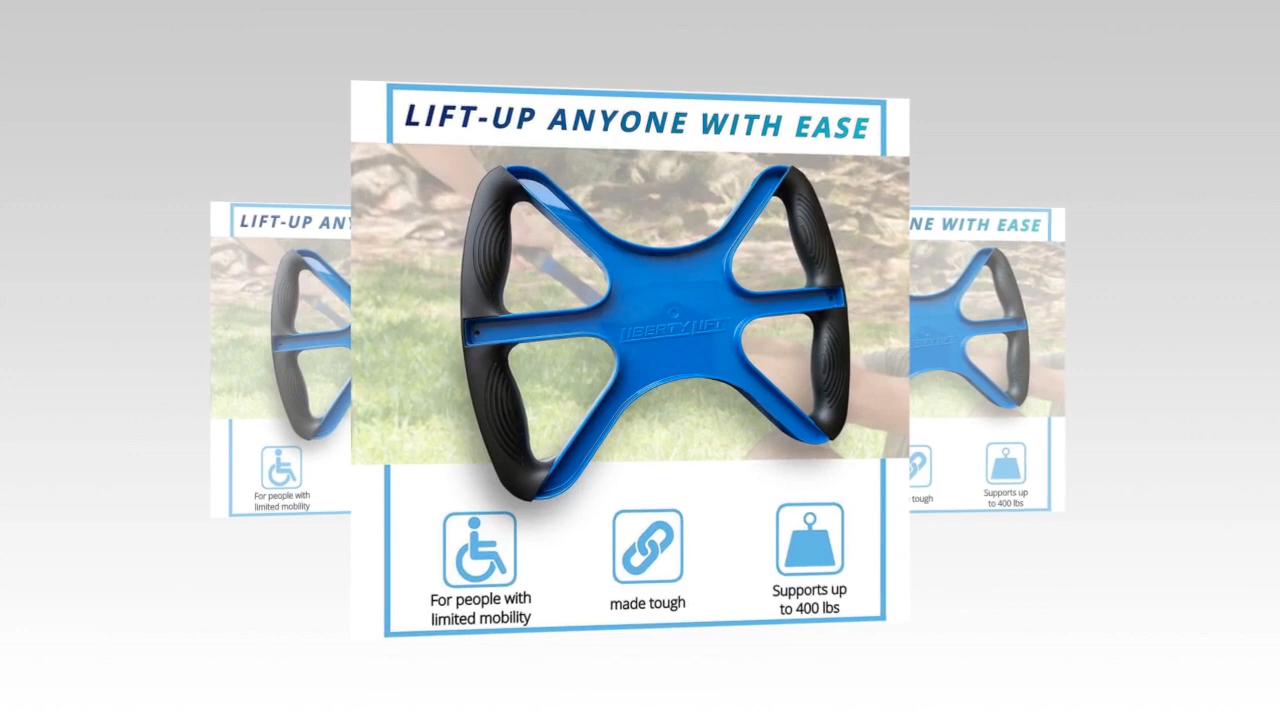 LIFT-UP ANYONE WITH EASE
LIFT-UP ANY
NE WITH EASE
LIBERTY LIFT
For people with
limited mobility
made tough
Supports up
to 400 lbs
For people with
limited mobility
tough
Supports up
to 400 lbs